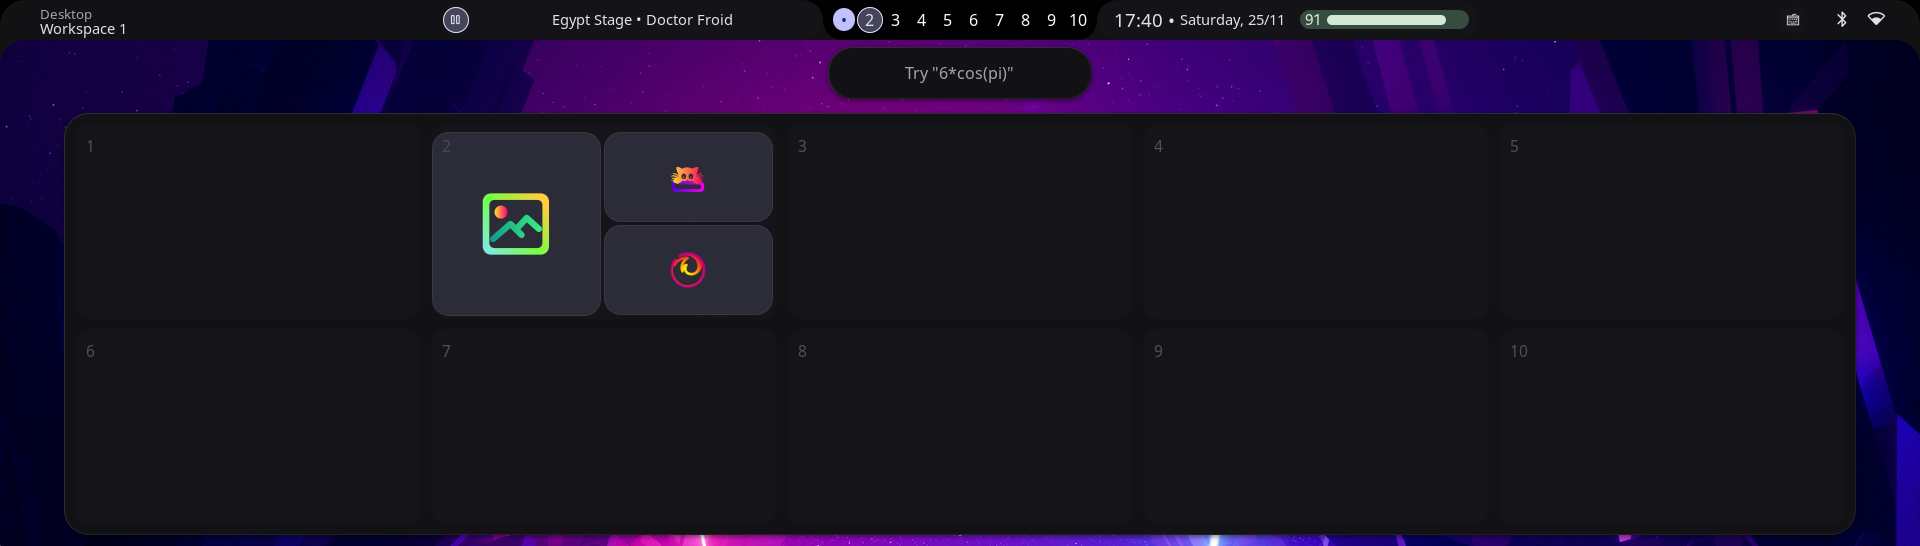 Desktop
Workspace 1
Egypt Stage • Doctor Froid
2 3 4 5 6 7 8 9 10
17:40 • Saturday, 25/11
91
Try "6*cos(pi)"
1
2
3
4
5
6
7
8
9
10